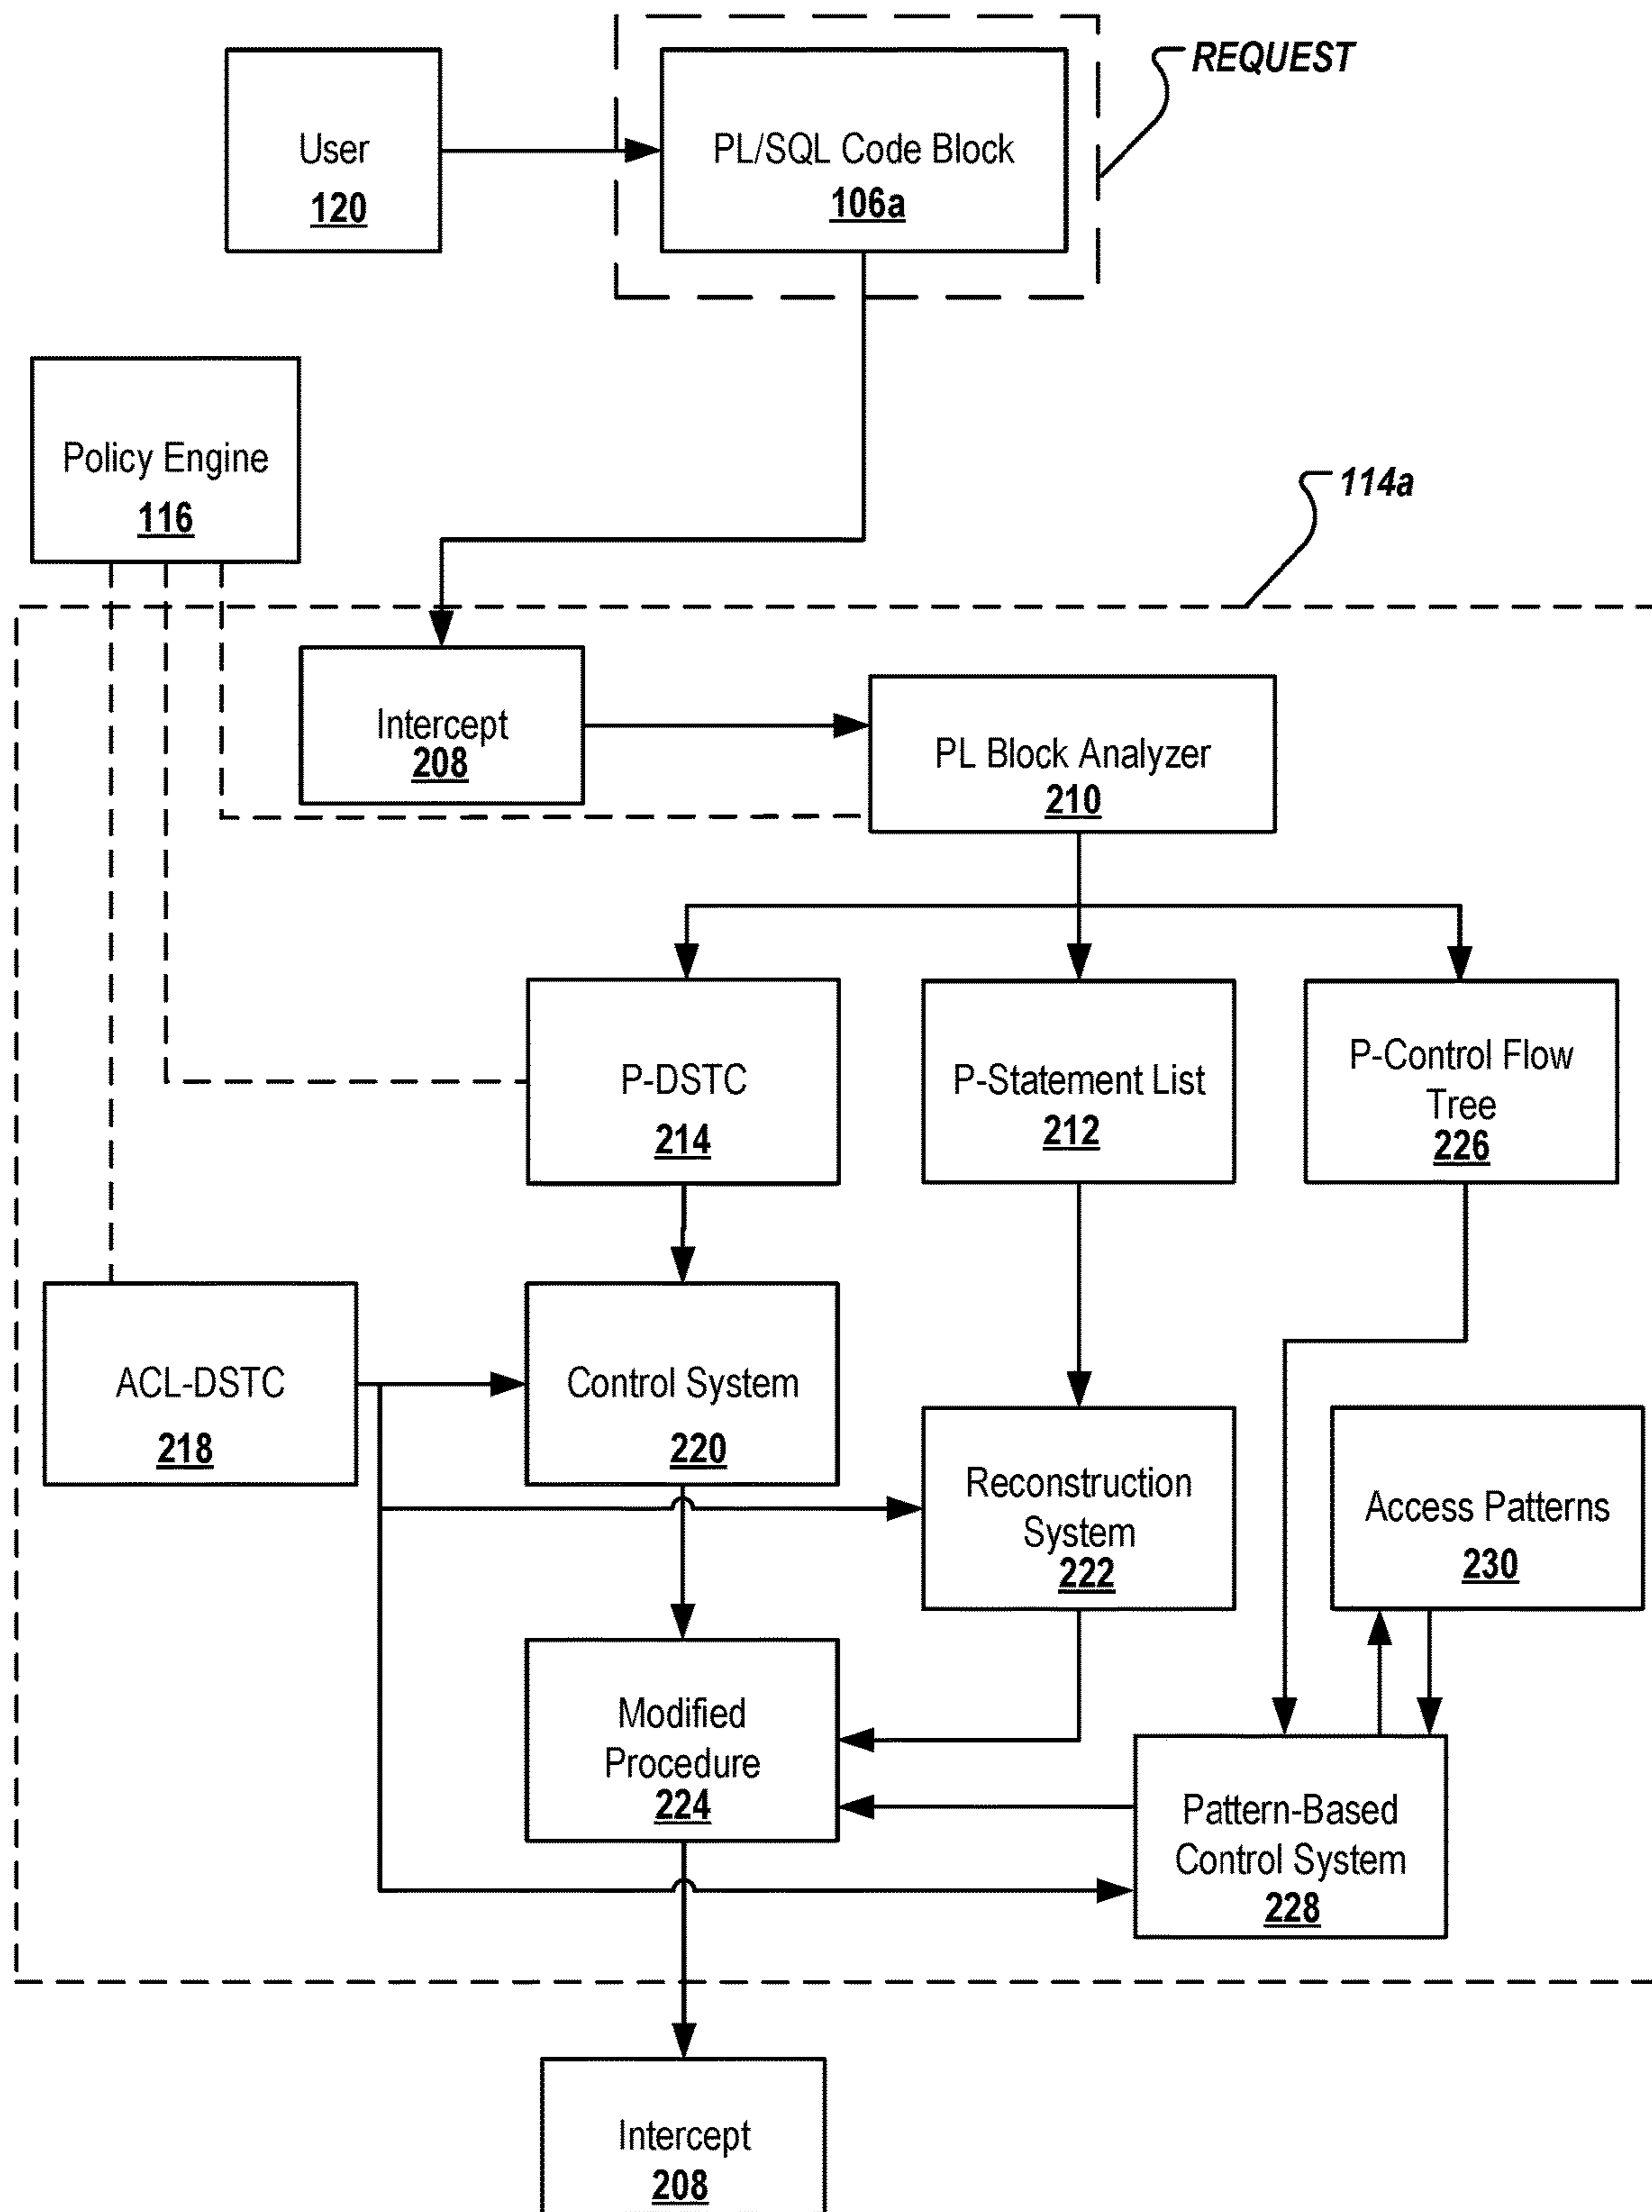 REQUEST
User
120
PL/SQL Code Block
106a
Policy Engine
116
114a
Intercept
208
PL Block Analyzer
210
P-DSTC
214
P-Statement List
212
P-Control Flow
Tree
226
ACL-DSTC
218
Control System
220
Reconstruction
System
222
Access Patterns
230
Modified
Procedure
224
Pattern-Based
Control System
228
Intercept
208